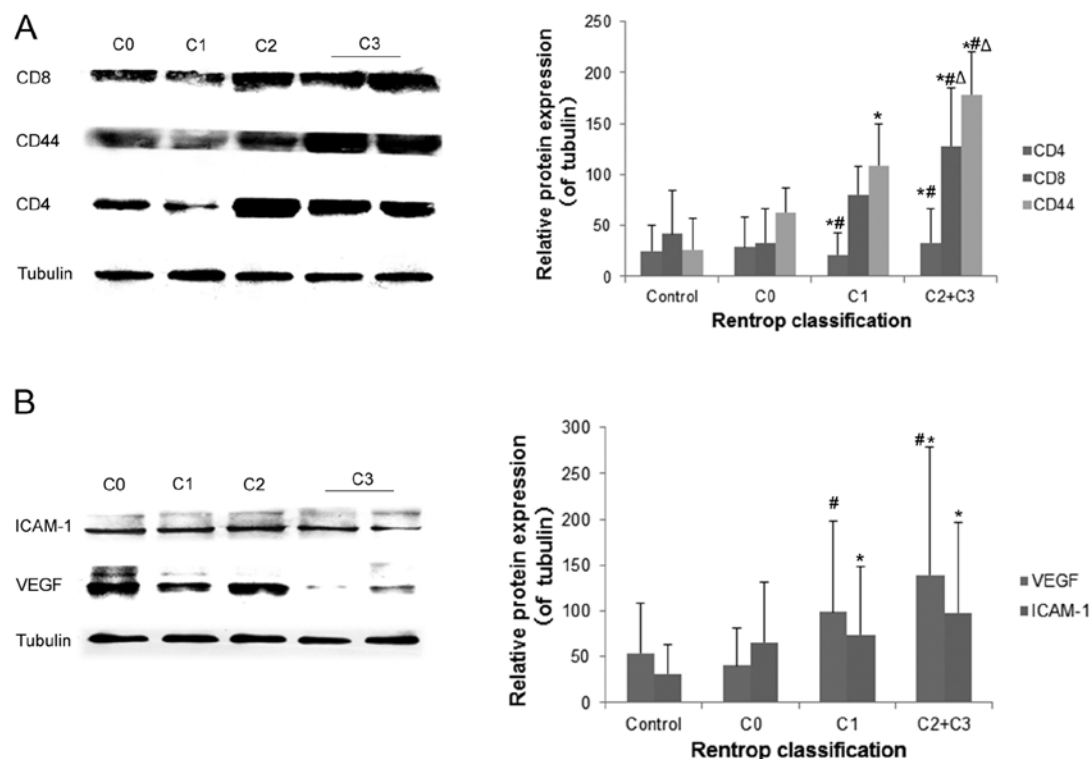 A
C0 C1 C2 C3
CD8
CD44
CD4
Tubulin
Relative protein expression
(of tubulin)
250
200
150
100
50
0
*# * *# *#Δ *#Δ
Control C0 C1 C2+C3
Rentrop classification
CD4
CD8
CD44
B
C0 C1 C2 C3
ICAM-1
VEGF
Tubulin
Relative protein expression
(of tubulin)
300
250
200
150
100
50
0
# * #* *
Control C0 C1 C2+C3
Rentrop classification
VEGF
ICAM-1